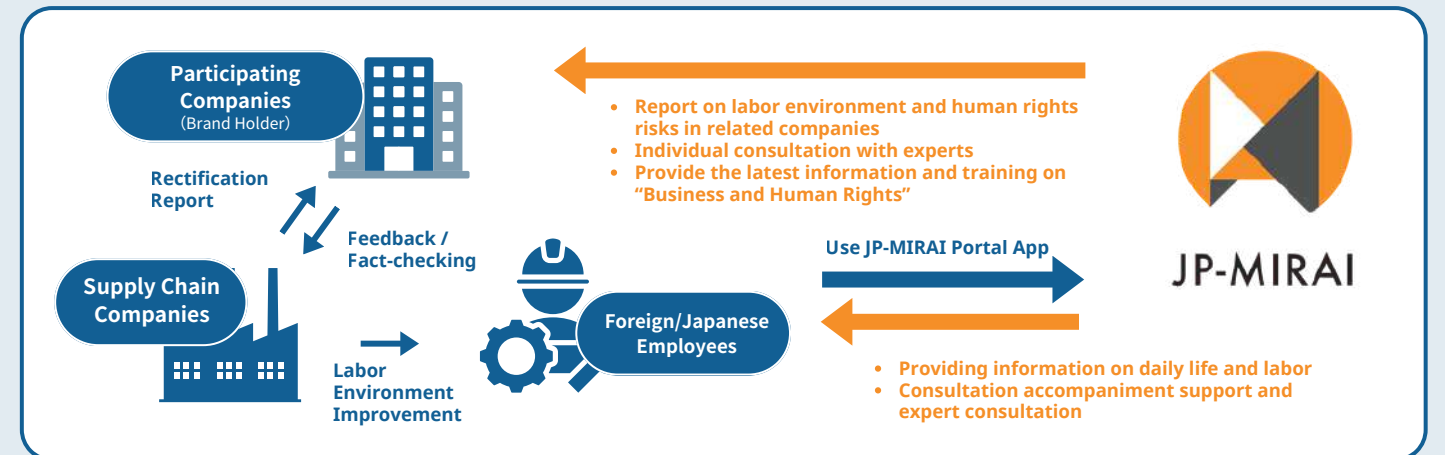 Participating
Companies
（Brand Holder）
• Report on labor environment and human rights
risks in related companies
• Individual consultation with experts
• Provide the latest information and training on
“Business and Human Rights”
Rectification
Report
Feedback /
Fact-checking
Supply Chain
Companies
Labor
Environment
Improvement
Foreign/Japanese
Employees
Use JP-MIRAI Portal App
JP-MIRAI
• Providing information on daily life and labor
• Consultation accompaniment support and
expert consultation